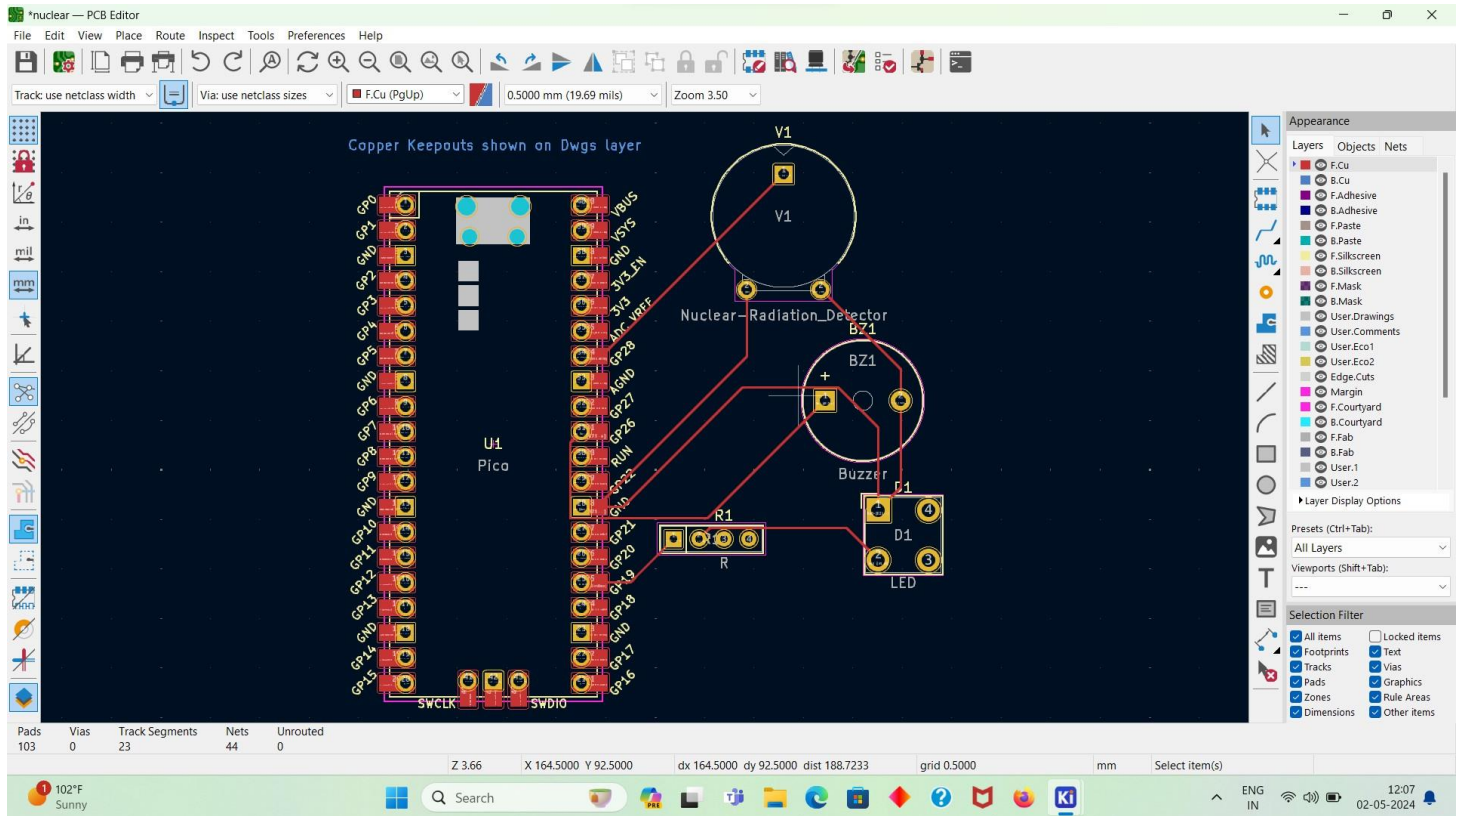 *nuclear — PCB Editor
File Edit View Place Route Inspect Tools Preferences Help
Track: use netclass width Via: use netclass sizes F.Cu (PgUp) 0.5000 mm (19.69 mils) Zoom 3.50
in
mil
mm
Copper Keepouts shown on Dwgs layer
GP0
GP1
GND
GP2
GP3
GP4
GP5
GND
GP6
GP7
GP8
GP9
GND
GP10
GP11
GP12
GP13
GND
GP14
GP15
U1
Pico
SWCLK SWDIO
VBUS
VSYS
GND
3V3_EN
3V3
ADC_VREF
GP28
AGND
GP27
GP26
RUN
GP22
GND
GP21
GP20
GP19
GP18
GND
GP17
GP16
V1
V1
Nuclear-Radiation_Detector
BZ1
BZ1
+
Buzzer
R1
R
D1
1 4
D1
2 3
LED
Appearance
Layers Objects Nets
F.Cu
B.Cu
F.Adhesive
B.Adhesive
F.Paste
B.Paste
F.Silkscreen
B.Silkscreen
F.Mask
B.Mask
User.Drawings
User.Comments
User.Eco1
User.Eco2
Edge.Cuts
Margin
F.Courtyard
B.Courtyard
F.Fab
B.Fab
User.1
User.2
Layer Display Options
Presets (Ctrl+Tab):
All Layers
Viewports (Shift+Tab):
---
Selection Filter
All items Locked items
Footprints Text
Tracks Vias
Pads Graphics
Zones Rule Areas
Dimensions Other items
Pads Vias Track Segments Nets Unrouted
103 0 23 44 0
Z 3.66 X 164.5000 Y 92.5000 dx 164.5000 dy 92.5000 dist 188.7233 grid 0.5000 mm Select item(s)
1
102°F
Sunny
Search
PRE
Ki
ENG
IN
12:07
02-05-2024